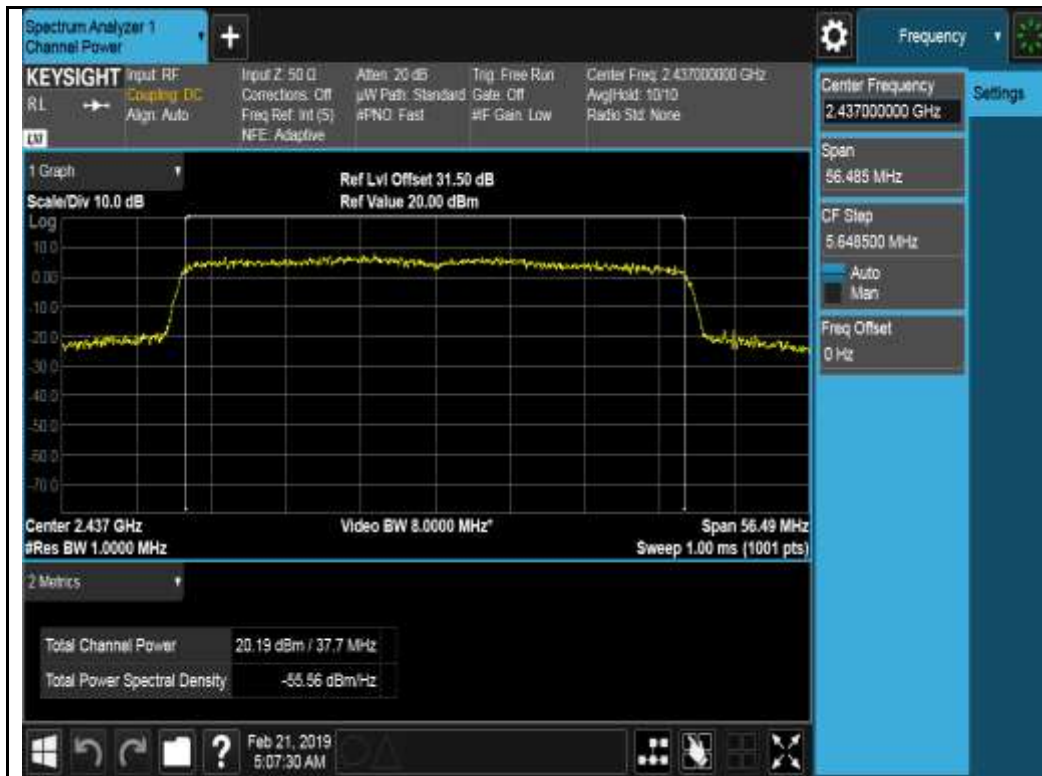 Spectrum Analyzer 1
Channel Power
+
Frequency
KEYSIGHT
RL
LXI
Input: RF
Coupling: DC
Align: Auto
Input Z: 50 Ω
Corrections: Off
Freq Ref: Int (S)
NFE: Adaptive
Atten: 20 dB
µW Path: Standard
#PNO: Fast
Trig: Free Run
Gate: Off
#IF Gain: Low
Center Freq: 2.437000000 GHz
Avg|Hold: 10/10
Radio Std: None
Center Frequency
2.437000000 GHz
Settings
Span
56.485 MHz
CF Step
5.648500 MHz
Auto
Man
Freq Offset
0 Hz
1 Graph
Scale/Div 10.0 dB
Ref Lvl Offset 31.50 dB
Ref Value 20.00 dBm
Log
10.0
0.00
-10.0
-20.0
-30.0
-40.0
-50.0
-60.0
-70.0
Center 2.437 GHz
#Res BW 1.0000 MHz
Video BW 8.0000 MHz*
Span 56.49 MHz
Sweep 1.00 ms (1001 pts)
2 Metrics
Total Channel Power 20.19 dBm / 37.7 MHz
Total Power Spectral Density -55.56 dBm/Hz
?
Feb 21, 2019
5:07:30 AM